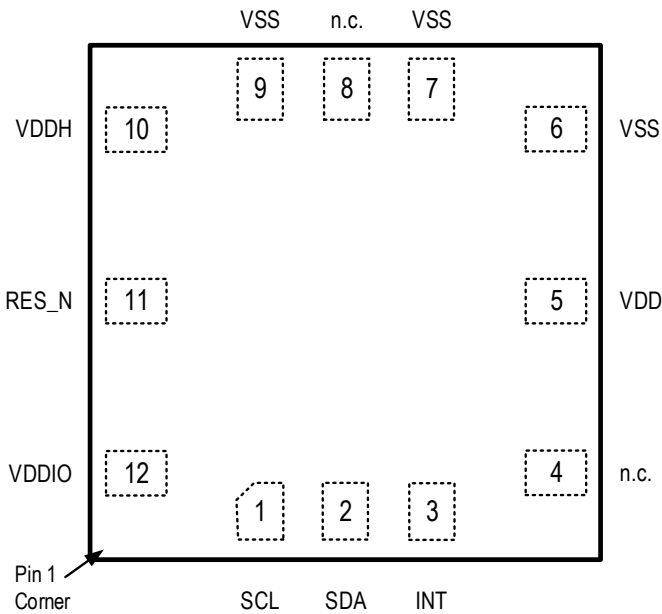 VSS n.c. VSS
9 8 7
VDDH 10 6 VSS
RES_N 11 5 VDD
VDDIO 12 4 n.c.
1 2 3
Pin 1
Corner
SCL SDA INT